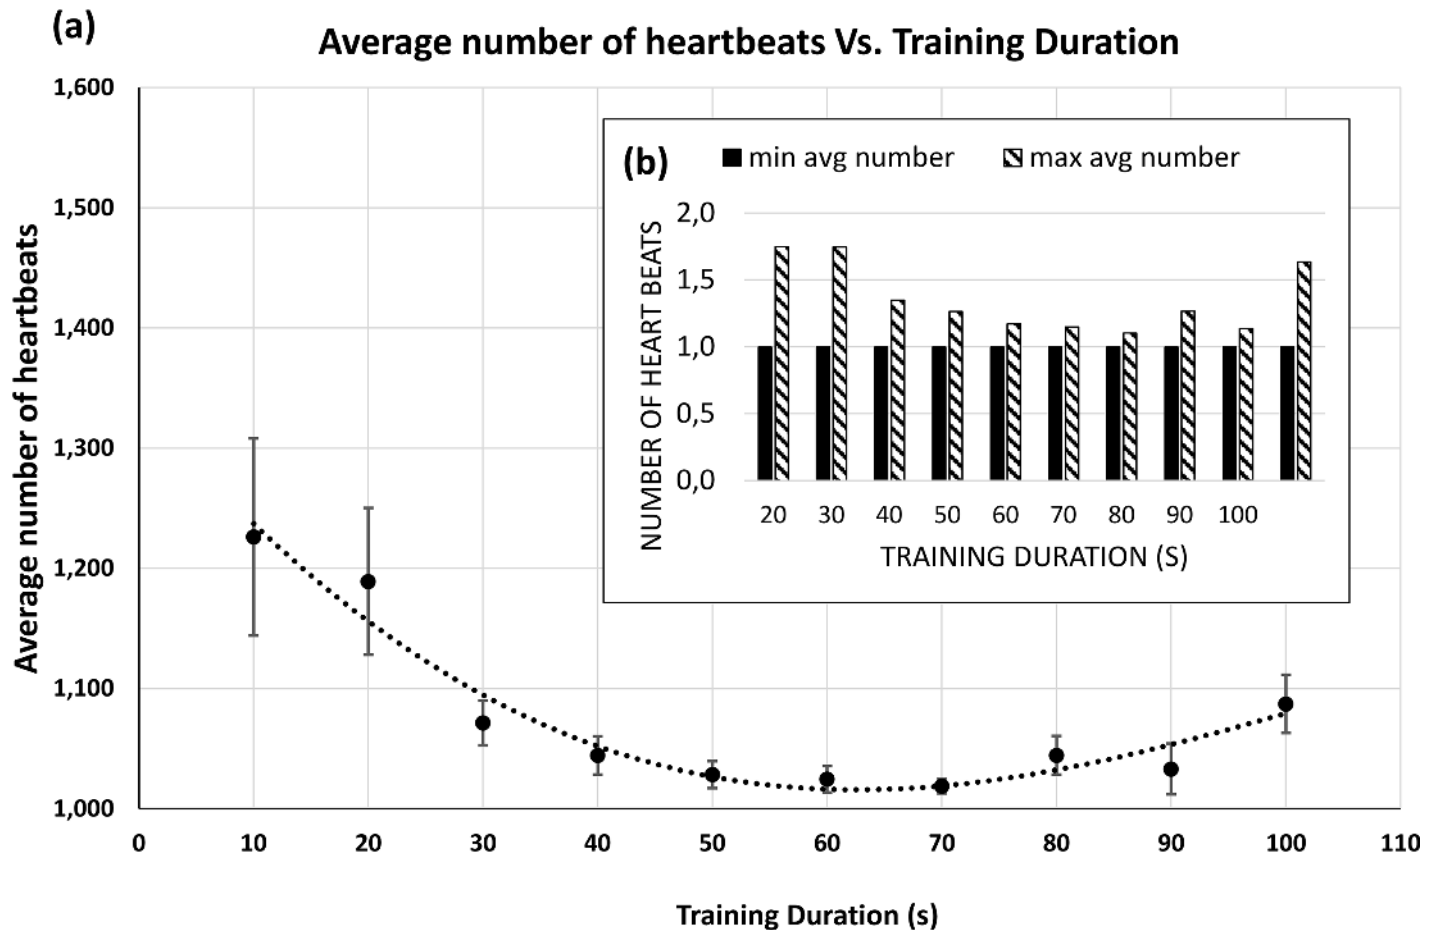 (a)
Average number of heartbeats Vs. Training Duration
Average number of heartbeats
1,600
1,500
1,400
1,300
1,200
1,100
1,000
0 10 20 30 40 50 60 70 80 90 100 110
Training Duration (s)
(b)
min avg number max avg number
NUMBER OF HEART BEATS
2,0
1,5
1,0
0,5
0,0
20 30 40 50 60 70 80 90 100
TRAINING DURATION (S)